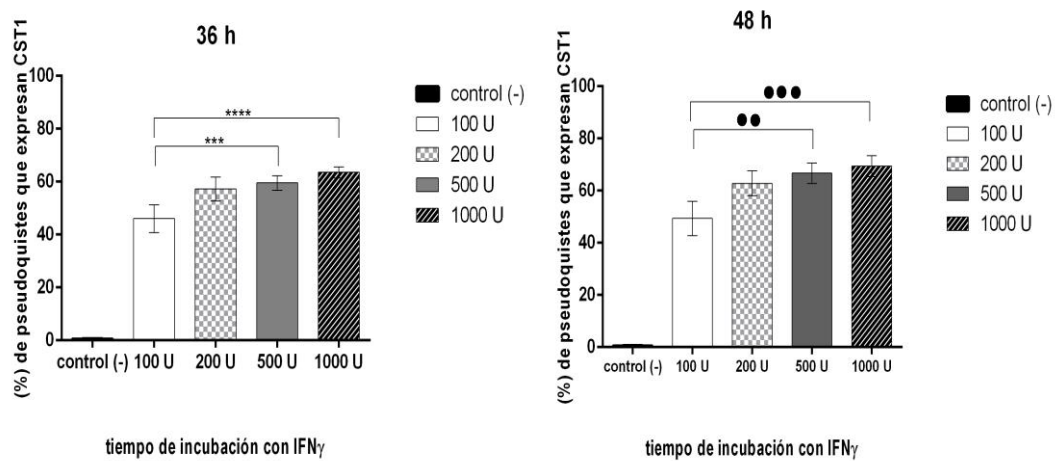 36 h
(%) de pseudoquistes que expresan CST1
100
80
60
40
20
0
****
***
control (-)
100 U
200 U
500 U
1000 U
control (-) 100 U 200 U 500 U 1000 U
tiempo de incubación con IFNγ
48 h
(%) de pseudoquistes que expresan CST1
100
80
60
40
20
0
control (-)
100 U
200 U
500 U
1000 U
control (-) 100 U 200 U 500 U 1000 U
tiempo de incubación con IFNγ